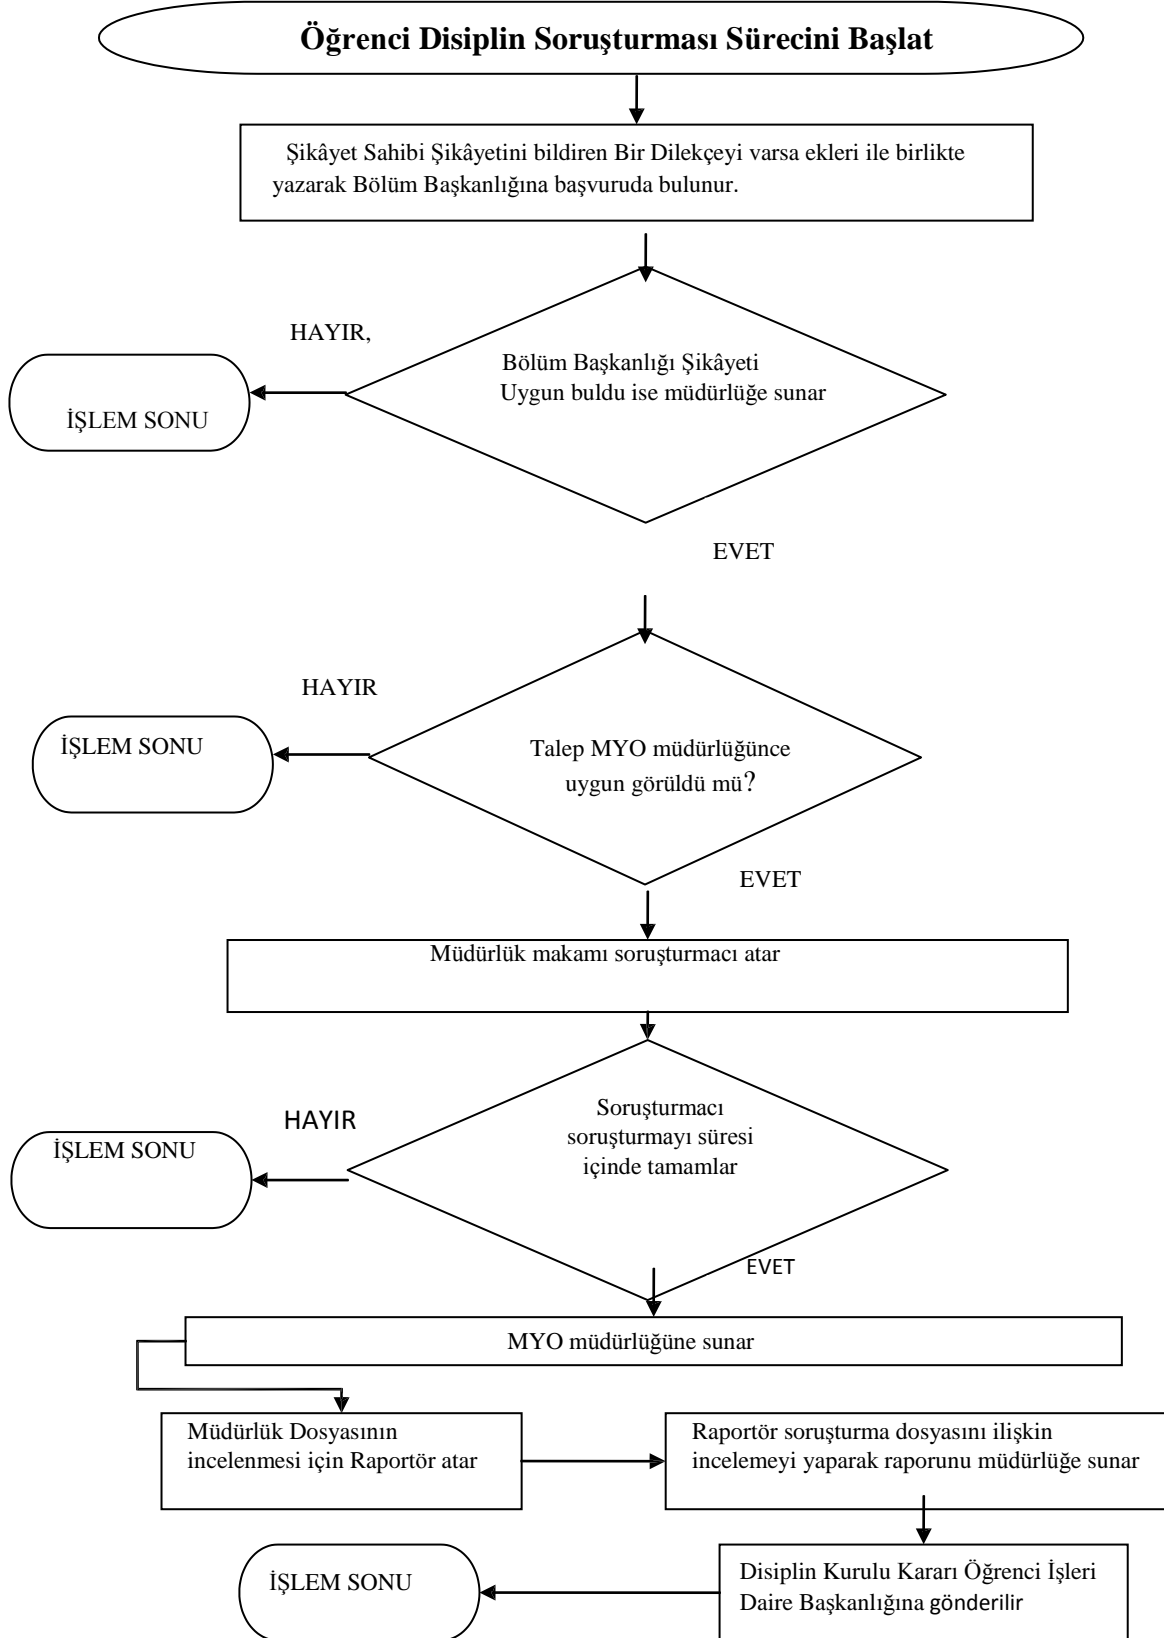 Öğrenci Disiplin Soruşturması Sürecini Başlat
Şikâyet Sahibi Şikâyetini bildiren Bir Dilekçeyi varsa ekleri ile birlikte
yazarak Bölüm Başkanlığına başvuruda bulunur.
HAYIR,
Bölüm Başkanlığı Şikâyeti
Uygun buldu ise müdürlüğe sunar
İŞLEM SONU
EVET
HAYIR
İŞLEM SONU
Talep MYO müdürlüğünce
uygun görüldü mü?
EVET
Müdürlük makamı soruşturmacı atar
HAYIR
Soruşturmacı
soruşturmayı süresi
içinde tamamlar
İŞLEM SONU
EVET
MYO müdürlüğüne sunar
Müdürlük Dosyasının
incelenmesi için Raportör atar
Raportör soruşturma dosyasını ilişkin
incelemeyi yaparak raporunu müdürlüğe sunar
Disiplin Kurulu Kararı Öğrenci İşleri
Daire Başkanlığına gönderilir
İŞLEM SONU